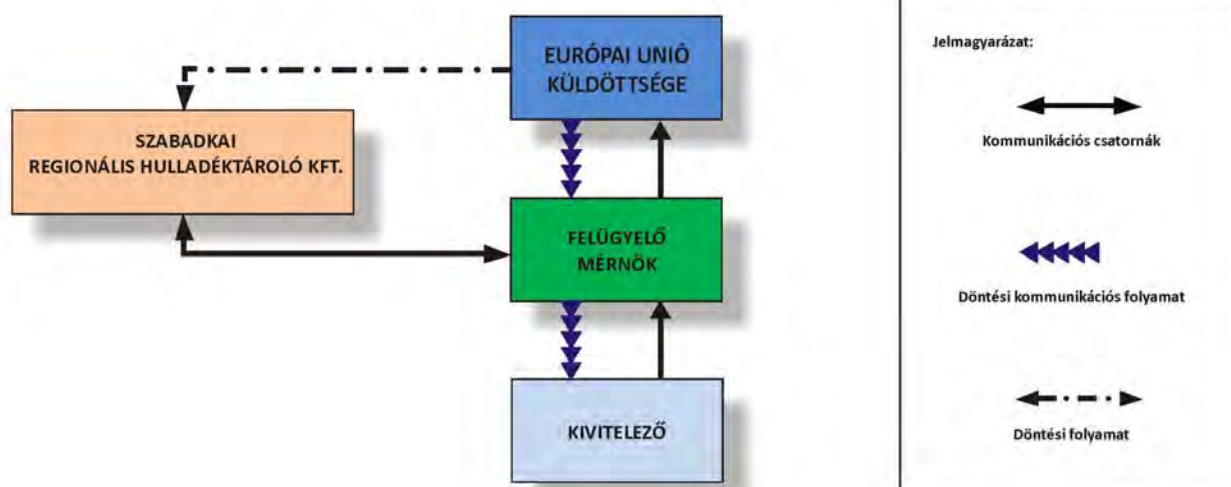 EURÓPAI UNIÓ
KÜLDÖTTSÉGE
SZABADKAI
REGIONÁLIS HULLADÉKTÁROLÓ KFT.
FELÜGYELŐ
MÉRNÖK
KIVITELEZŐ
Jelmagyarázat:
Kommunikációs csatornák
Döntési kommunikációs folyamat
Döntési folyamat